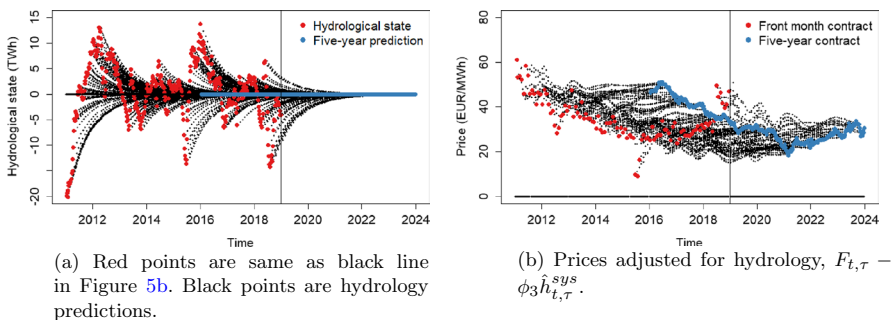 15
10
5
0
-5
-10
-20
Hydrological state (TWh)
Hydrological state
Five-year prediction
2012 2014 2016 2018 2020 2022 2024
Time
(a) Red points are same as black line
in Figure 5b. Black points are hydrology
predictions.
80
60
40
20
0
Price (EUR/MWh)
Front month contract
Five-year contract
2012 2014 2016 2018 2020 2022 2024
Time
(b) Prices adjusted for hydrology, F_{t,τ} −
ϕ_3 ĥ^{sys}_{t,τ}.